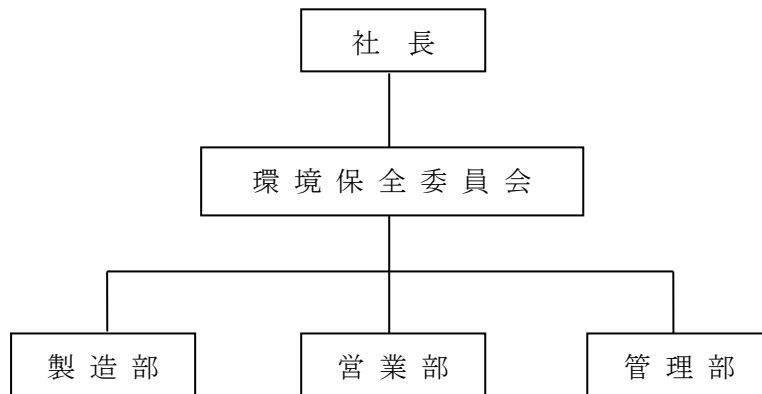 社長
環境保全委員会
製造部 営業部 管理部